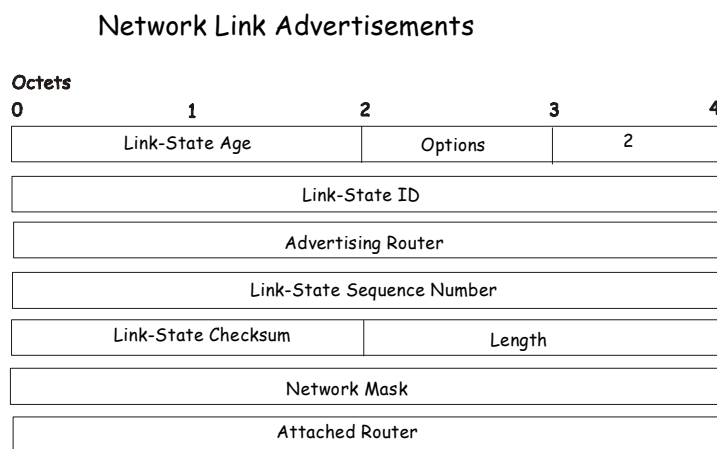 Network Link Advertisements
Octets
0 1 2 3 4
Link-State Age Options 2
Link-State ID
Advertising Router
Link-State Sequence Number
Link-State Checksum Length
Network Mask
Attached Router